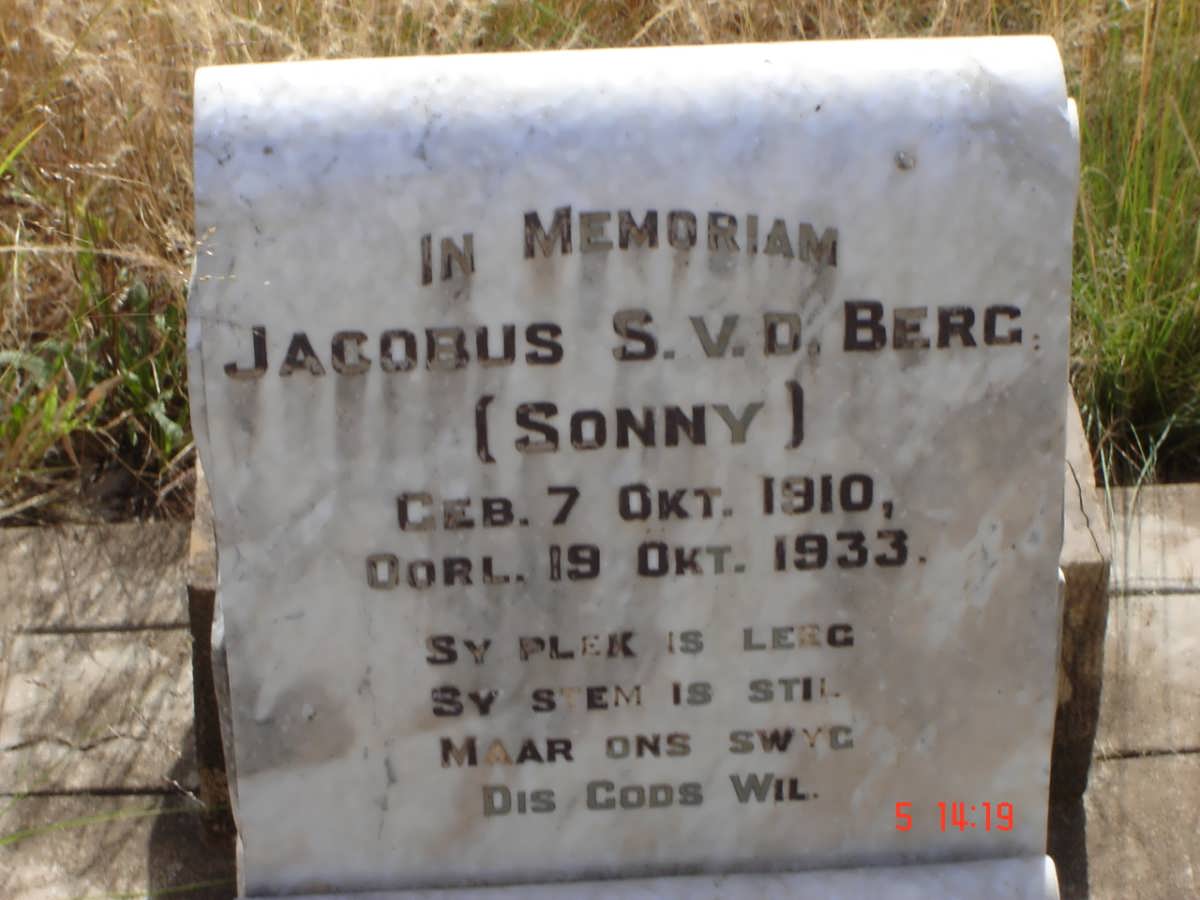 IN MEMORIAM
JACOBUS S. V. D. BERG.
(SONNY)
GEB. 7 OKT. 1910,
OORL. 19 OKT. 1933.
SY PLEK IS LEEG
SY STEM IS STIL
MAAR ONS SWYG
DIS GODS WIL.
5 14:19